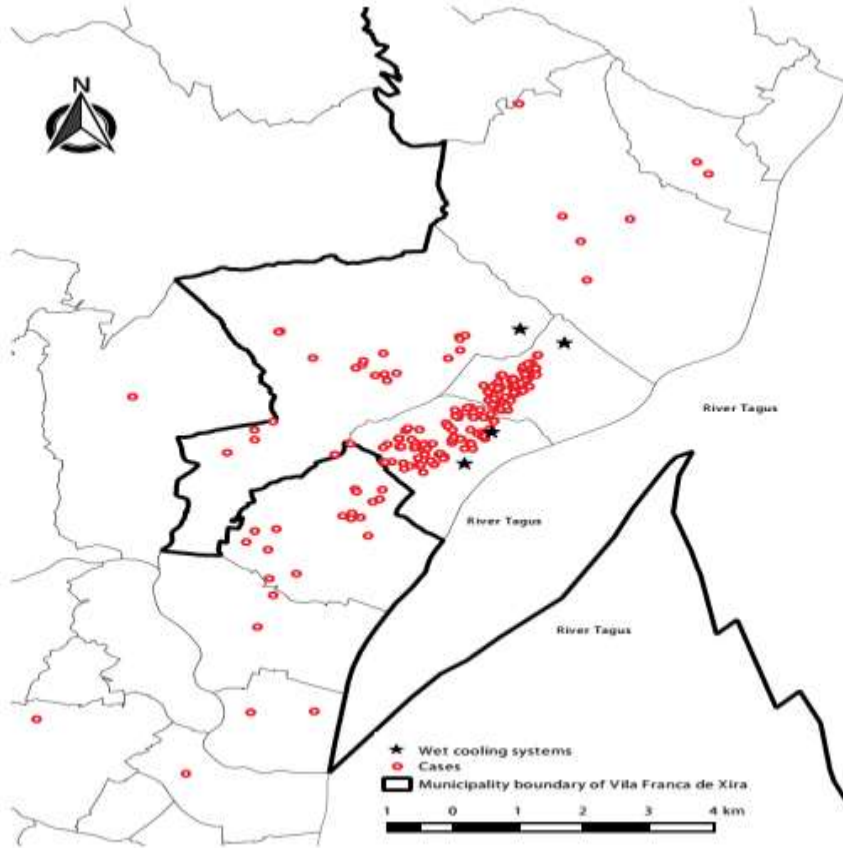 N
River Tagus
River Tagus
River Tagus
Wet cooling systems
Cases
Municipality boundary of Vila Franca de Xira
1 0 1 2 3 4 km